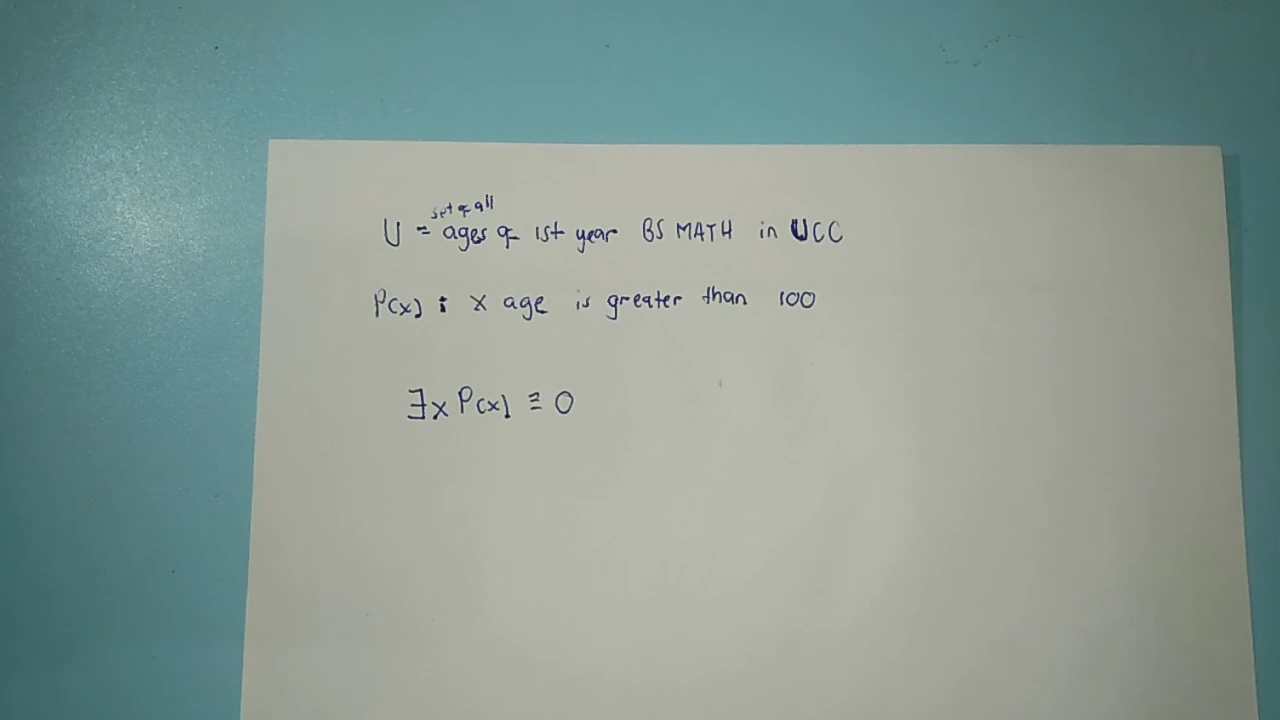 U = set of all ages of 1st year BS MATH in UCC
P(x) : x age is greater than 100
∃x P(x) ≡ 0